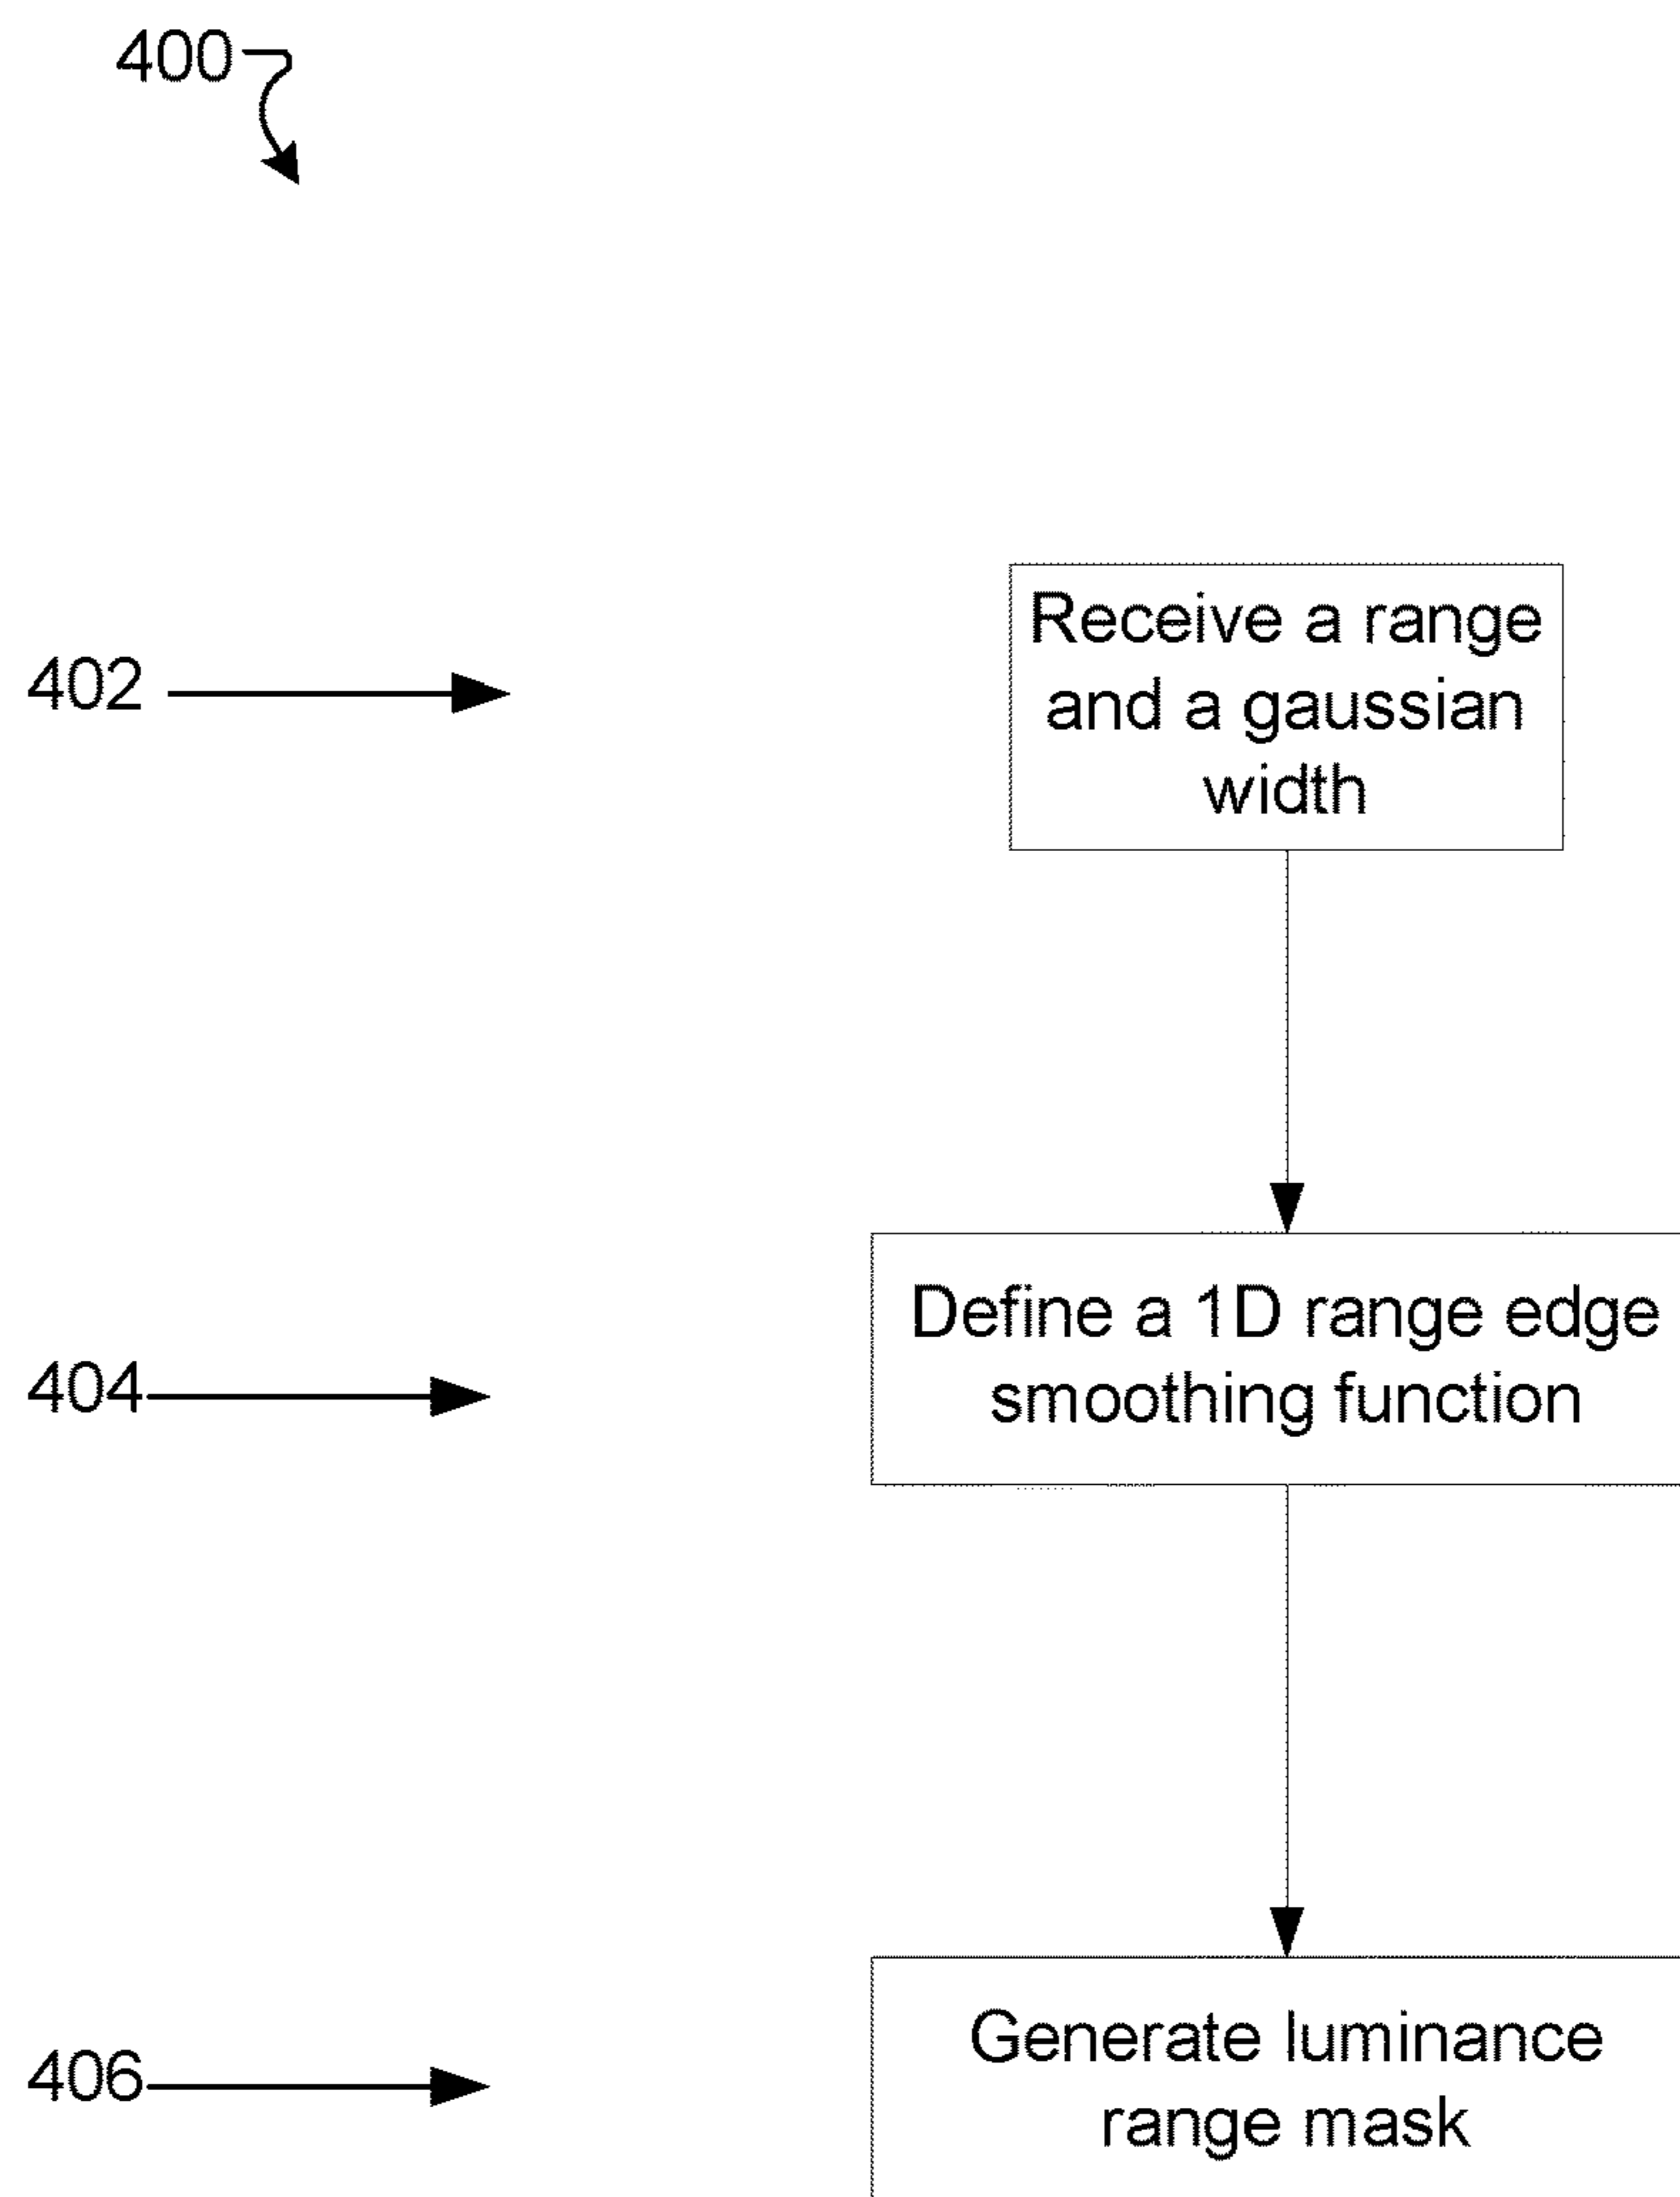 400
402
Receive a range
and a gaussian
width
404
Define a 1D range edge
smoothing function
406
Generate luminance
range mask